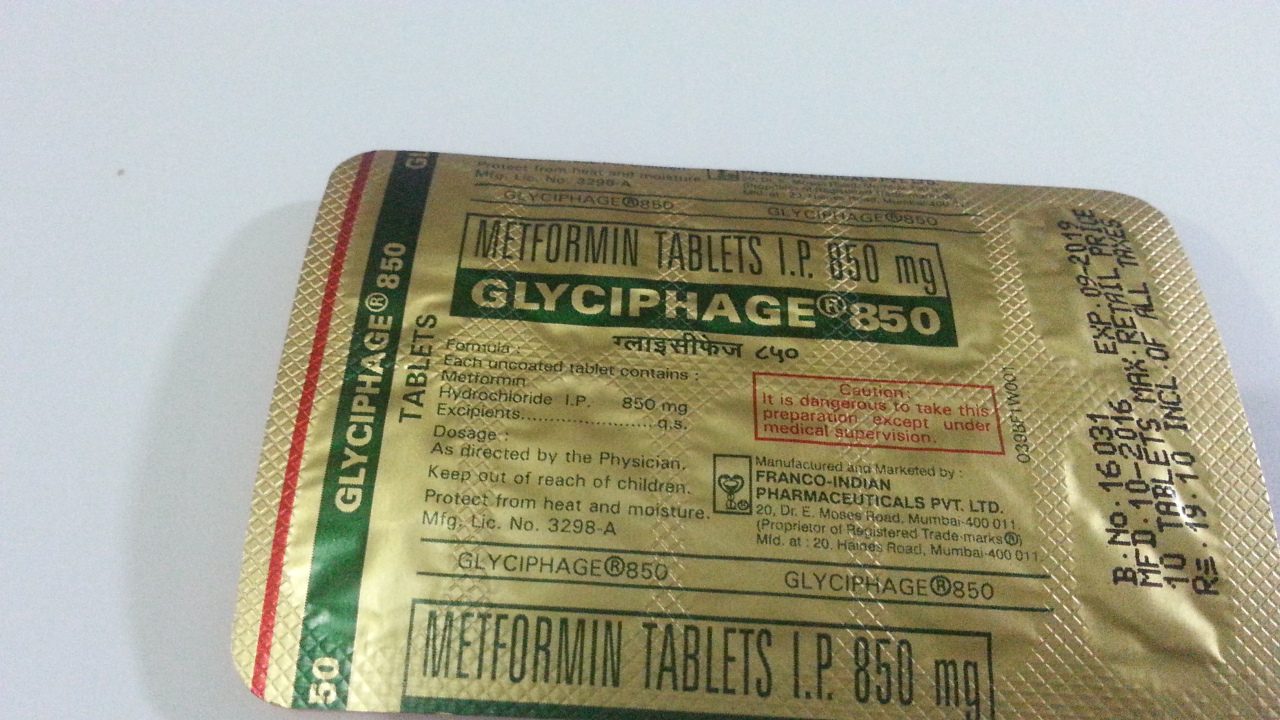 GLYCIPHAGE®850
TABLETS
50
GL
Protect from heat and moisture.
Mfg. Lic. No. 3298-A
GLYCIPHAGE®850 GLYCIPHAGE®850
METFORMIN TABLETS I.P. 850 mg
GLYCIPHAGE®850
ग्लाइसीफेज ८५०
Formula :
Each uncoated tablet contains :
Metformin
Hydrochloride I.P. 850 mg
Excipients......................q.s.
Dosage :
As directed by the Physician.
Keep out of reach of children.
Protect from heat and moisture.
Mfg. Lic. No. 3298-A
Caution:
It is dangerous to take this
preparation except under
medical supervision.
Manufactured and Marketed by :
FRANCO-INDIAN
PHARMACEUTICALS PVT. LTD.
20, Dr. E. Moses Road, Mumbai-400 011.
(Proprietor of Registered Trade-marks®)
Mfd. at : 20, Haines Road, Mumbai-400 011.
GLYCIPHAGE®850 GLYCIPHAGE®850
METFORMIN TABLETS I.P. 850 mg
B.No.16031 EXP.09-2019
MFD.10-2016 MAX.RETAIL PRICE
10 TABLETS INCL.OF ALL TAXES
19.10